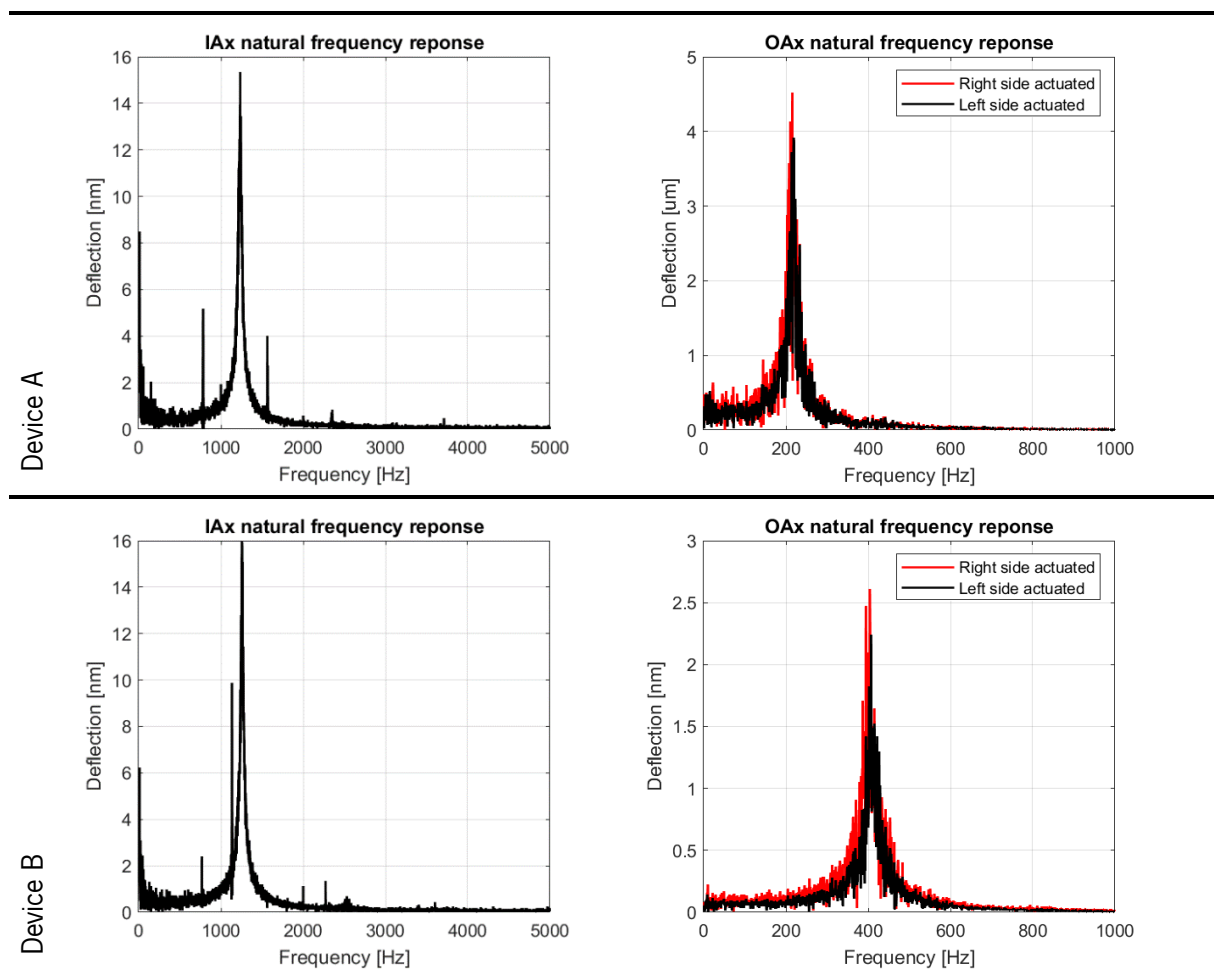 Device A
IAx natural frequency reponse
16
14
12
10
8
6
4
2
0
Deflection [nm]
0 1000 2000 3000 4000 5000
Frequency [Hz]
OAx natural frequency reponse
Right side actuated
Left side actuated
5
4
3
2
1
0
Deflection [um]
0 200 400 600 800 1000
Frequency [Hz]
Device B
IAx natural frequency reponse
16
14
12
10
8
6
4
2
0
Deflection [nm]
0 1000 2000 3000 4000 5000
Frequency [Hz]
OAx natural frequency reponse
Right side actuated
Left side actuated
3
2.5
2
1.5
1
0.5
0
Deflection [nm]
0 200 400 600 800 1000
Frequency [Hz]